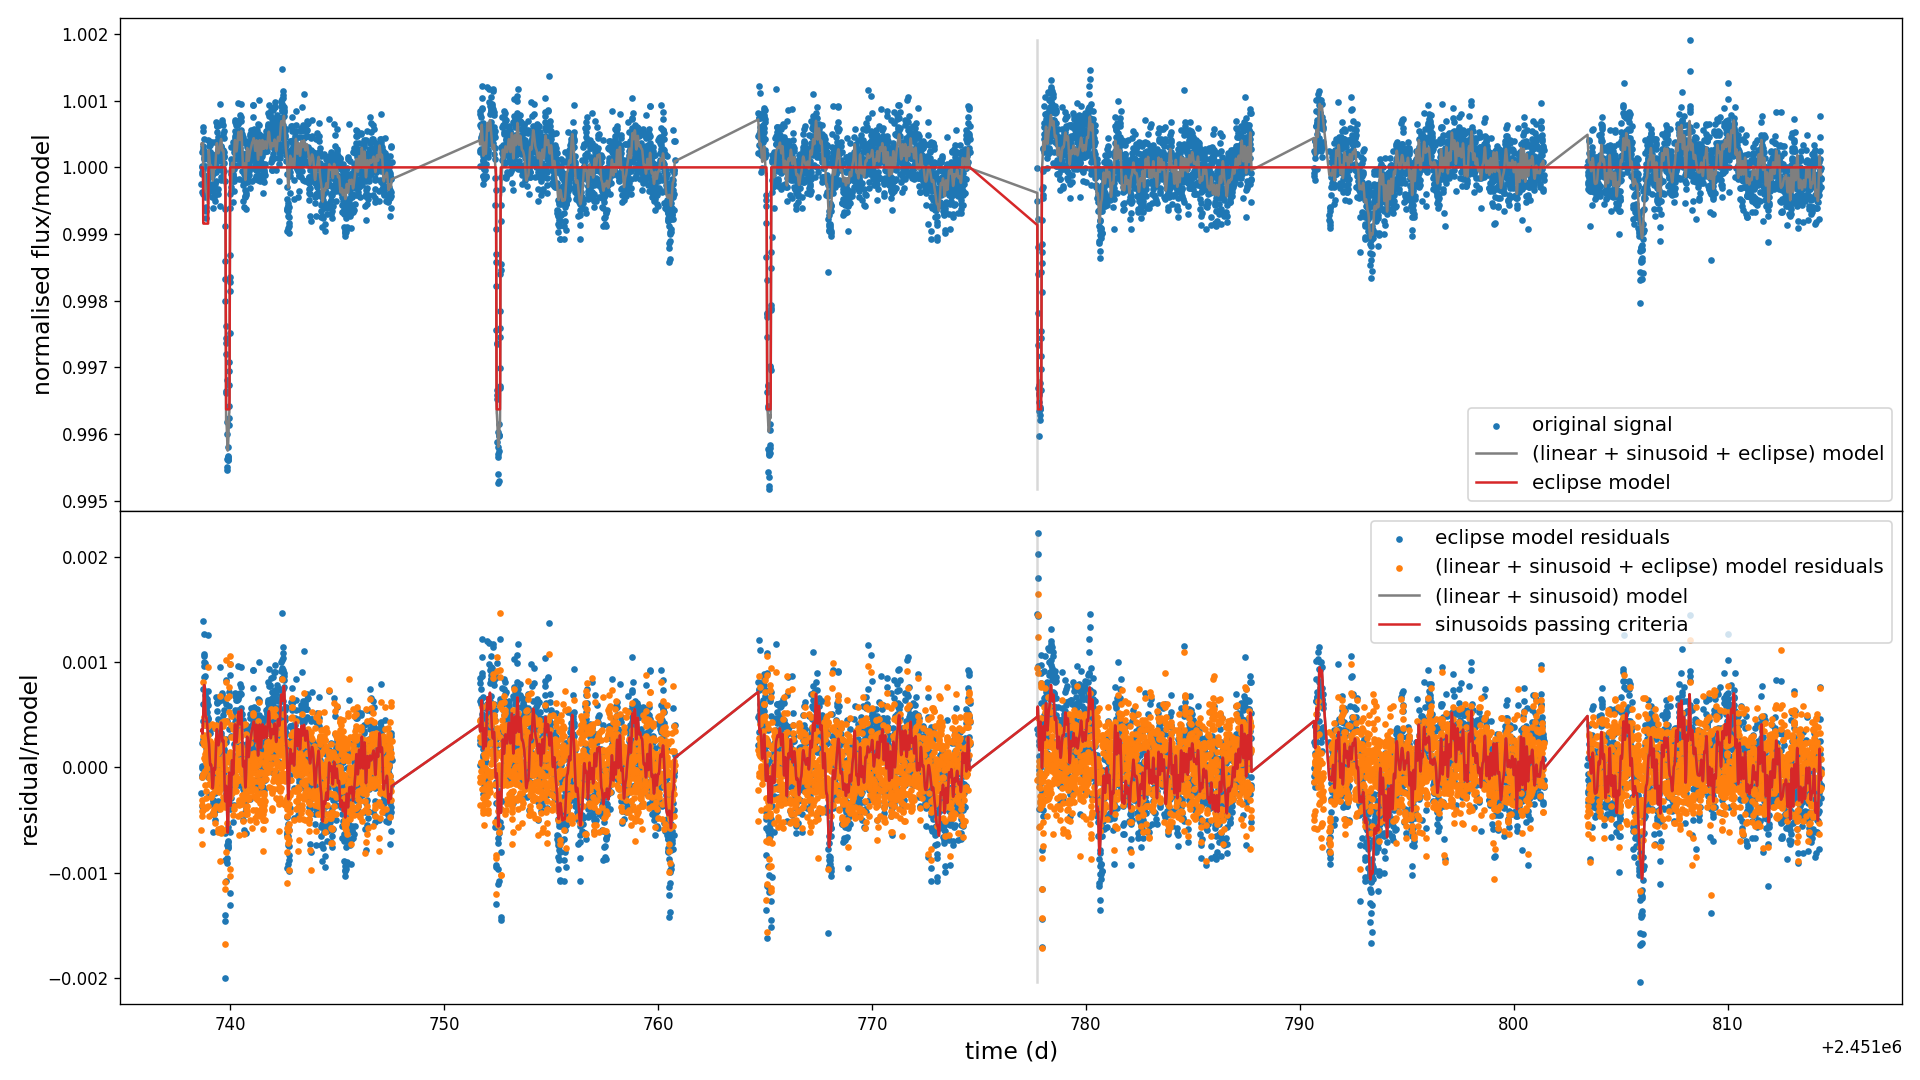 1.002
1.001
1.000
0.999
0.998
0.997
0.996
0.995
normalised flux/model
original signal
(linear + sinusoid + eclipse) model
eclipse model
0.002
0.001
0.000
−0.001
−0.002
residual/model
eclipse model residuals
(linear + sinusoid + eclipse) model residuals
(linear + sinusoid) model
sinusoids passing criteria
740 750 760 770 780 790 800 810
time (d)
+2.451e6